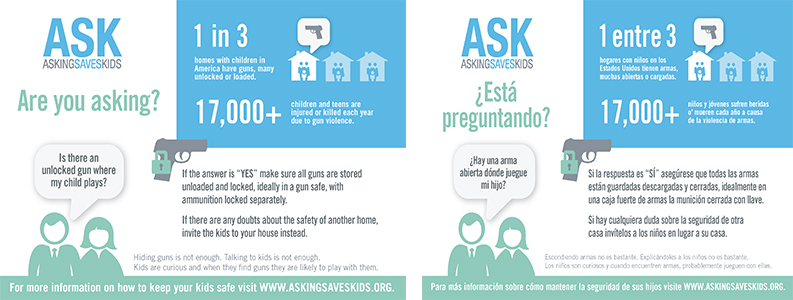 ASK
ASKINGSAVESKIDS
Are you asking?
Is there an
unlocked gun where
my child plays?
1 in 3
homes with children in
America have guns, many
unlocked or loaded.
17,000+
children and teens are
injured or killed each year
due to gun violence.
If the answer is “YES” make sure all guns are stored
unloaded and locked, ideally in a gun safe, with
ammunition locked separately.
If there are any doubts about the safety of another home,
invite the kids to your house instead.
Hiding guns is not enough. Talking to kids is not enough.
Kids are curious and when they find guns they are likely to play with them.
For more information on how to keep your kids safe visit WWW.ASKINGSAVESKIDS.ORG.
ASK
ASKINGSAVESKIDS
¿Está
preguntando?
¿Hay una arma
abierta dónde juegue
mi hijo?
1 entre 3
hogares con niños en los
Estados Unidos tienen armas,
muchas abiertas o cargadas.
17,000+
niños y jóvenes sufren heridas
o’ mueren cada año a causa
de la violencia de armas.
Si la respuesta es “SÍ” asegúrese que todas las armas
están guardadas descargadas y cerradas, idealmente en
una caja fuerte de armas la munición cerrada con llave.
Si hay cualquiera duda sobre la seguridad de otra
casa invítelos a los niños en lugar a su casa.
Escondiendo armas no es bastante. Explicándoles a los niños no es bastante.
Los niños son curiosos y cuando encuentren armas, probablemente jueguen con ellas.
Para más información sobre cómo mantener la seguridad de sus hijos visite WWW.ASKINGSAVESKIDS.ORG.